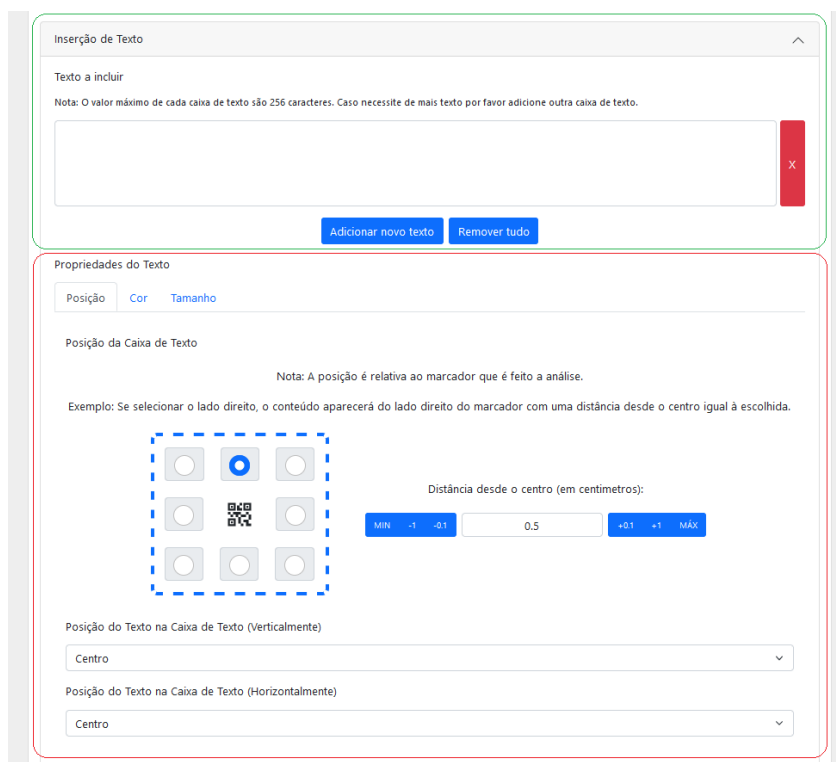 Inserção de Texto
Texto a incluir
Nota: O valor máximo de cada caixa de texto são 256 caracteres. Caso necessite de mais texto por favor adicione outra caixa de texto.
X
Adicionar novo texto Remover tudo
Propriedades do Texto
Posição Cor Tamanho
Posição da Caixa de Texto
Nota: A posição é relativa ao marcador que é feito a análise.
Exemplo: Se selecionar o lado direito, o conteúdo aparecerá do lado direito do marcador com uma distância desde o centro igual à escolhida.
Distância desde o centro (em centimetros):
MIN -1 -0.1 0.5 +0.1 +1 MÁX
Posição do Texto na Caixa de Texto (Verticalmente)
Centro
Posição do Texto na Caixa de Texto (Horizontalmente)
Centro